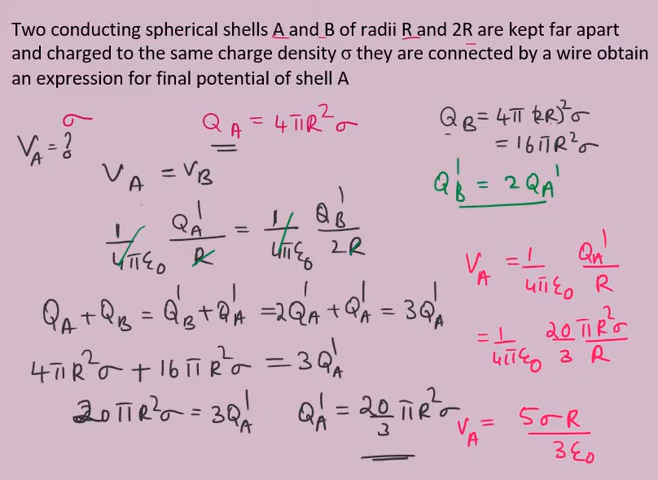 Two conducting spherical shells A and B of radii R and 2R are kept far apart
and charged to the same charge density σ they are connected by a wire obtain
an expression for final potential of shell A
σ
V_A = ?
Q_A = 4πR²σ
Q_B = 4π(2R)²σ
= 16πR²σ
V_A = V_B
Q_B' = 2Q_A'
1/4πε₀ Q_A'/R = 1/4πε₀ Q_B'/2R
Q_A + Q_B = Q_B' + Q_A' = 2Q_A' + Q_A' = 3Q_A'
4πR²σ + 16πR²σ = 3Q_A'
20πR²σ = 3Q_A'
Q_A' = 20/3 πR²σ
V_A = 1/4πε₀ Q_A'/R
= 1/4πε₀ 20/3 πR²σ/R
V_A = 5σR/3ε₀